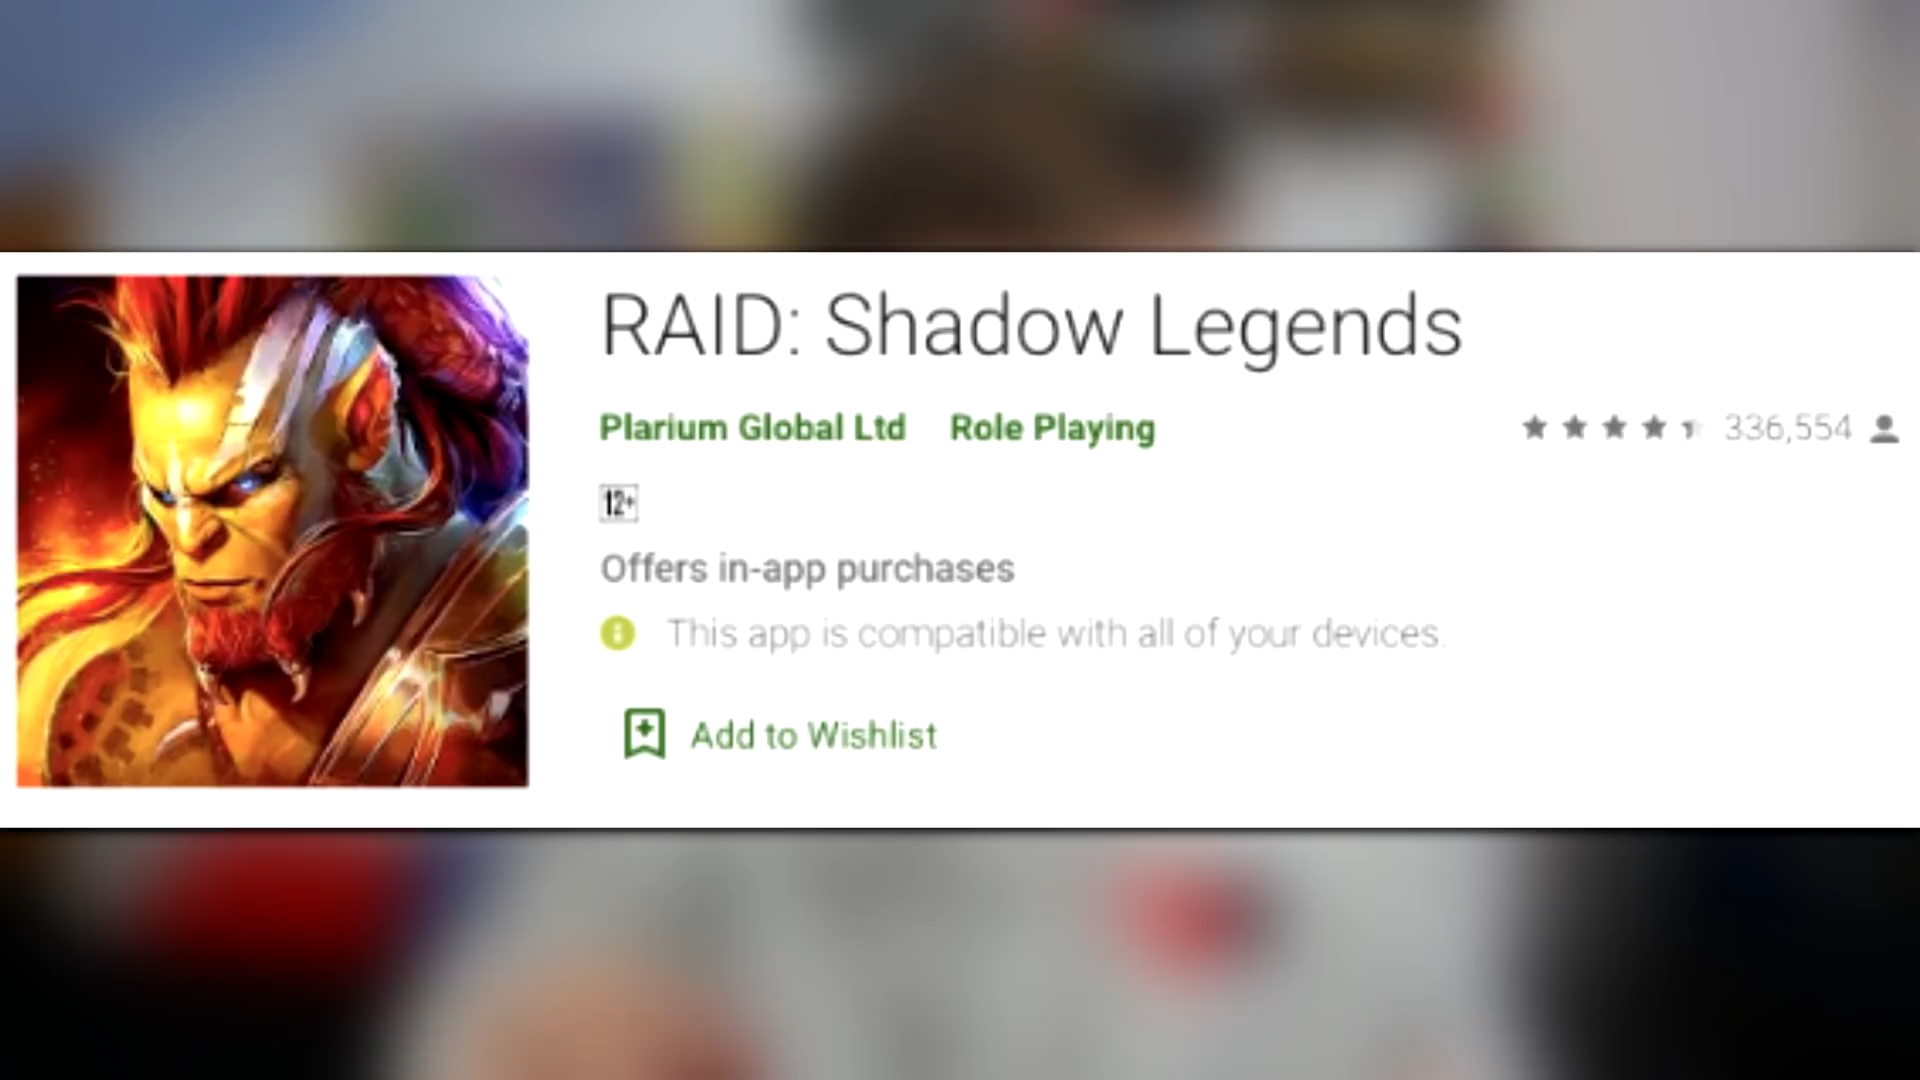 RAID: Shadow Legends
Plarium Global Ltd Role Playing 336,554
12+
Offers in-app purchases
This app is compatible with all of your devices.
Add to Wishlist